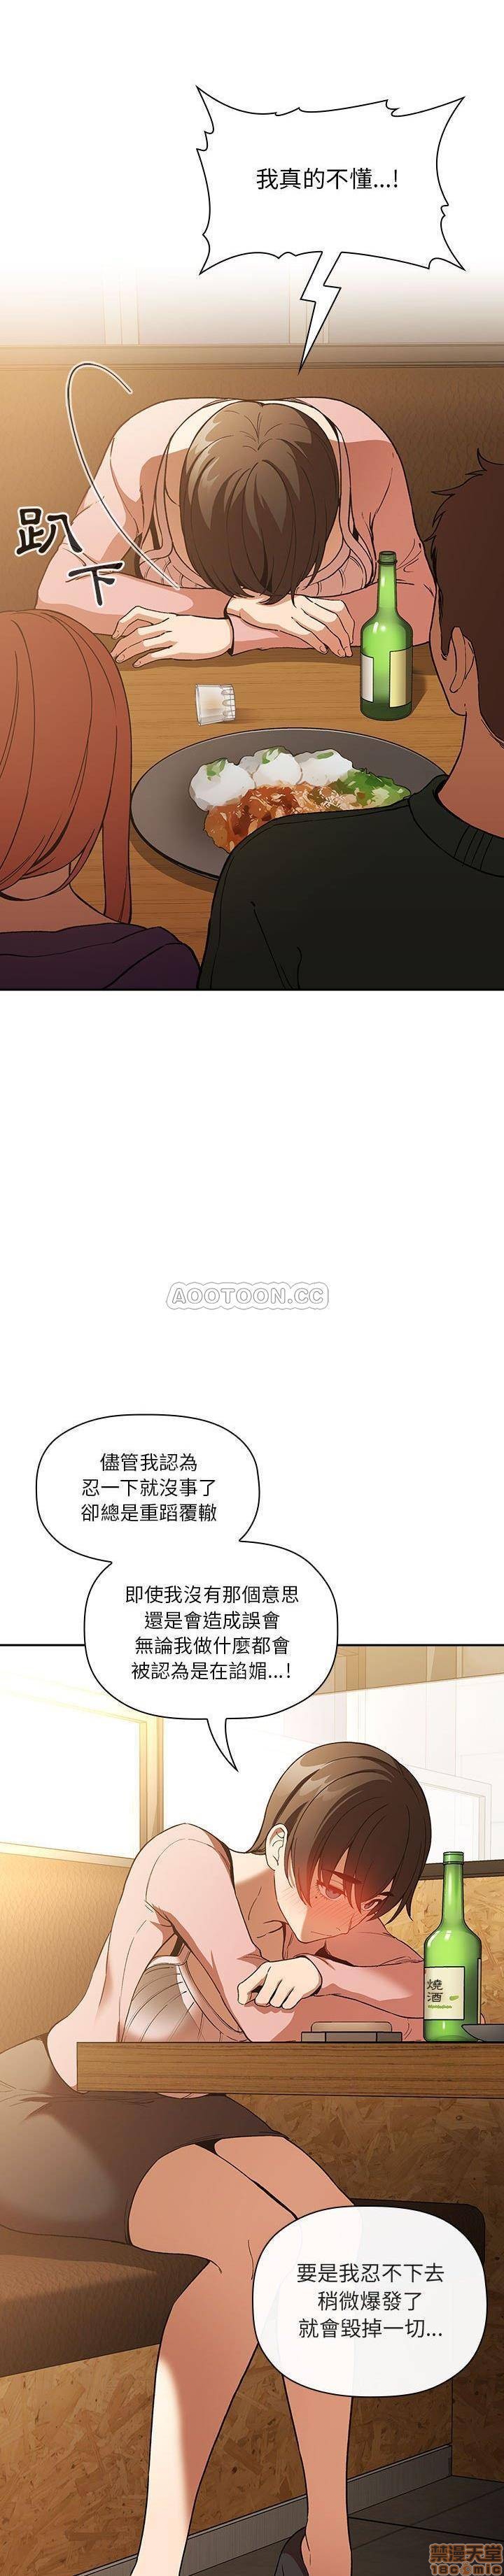 我真的不懂...!
趴
下
AOOTOON.CC
儘管我認為
忍一下就沒事了
卻總是重蹈覆轍
即使我沒有那個意思
還是會造成誤會
無論我做什麼都會
被認為是在諂媚...!
燒
酒
要是我忍不下去
稍微爆發了
就會毀掉一切...
禁漫天堂